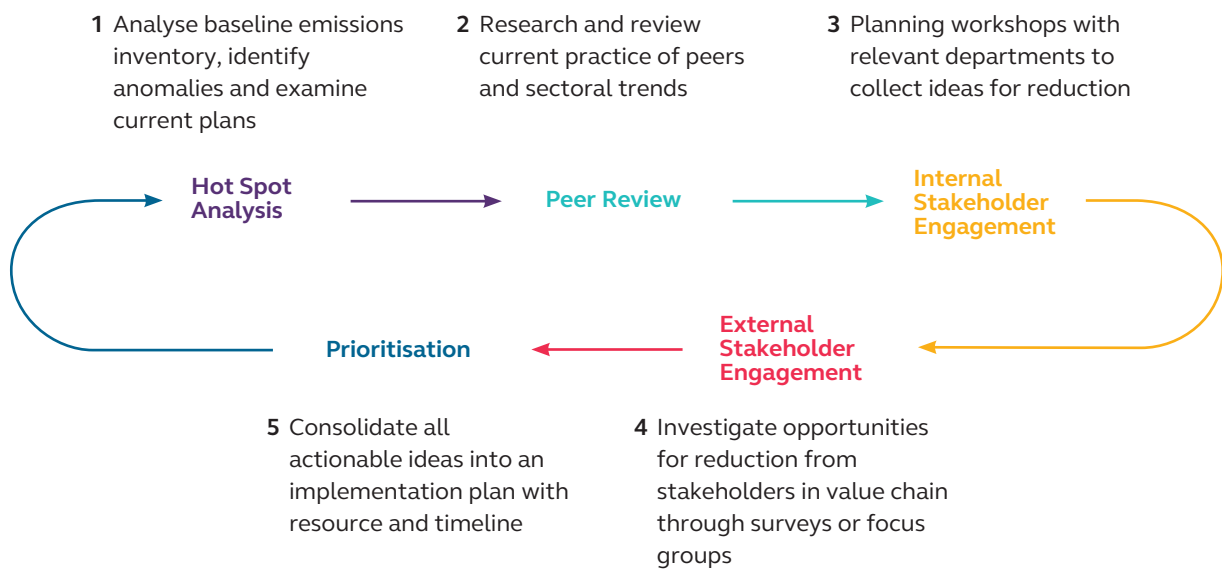 1 Analyse baseline emissions
inventory, identify
anomalies and examine
current plans
2 Research and review
current practice of peers
and sectoral trends
3 Planning workshops with
relevant departments to
collect ideas for reduction
Hot Spot
Analysis
Peer Review
Internal
Stakeholder
Engagement
External
Stakeholder
Engagement
Prioritisation
4 Investigate opportunities
for reduction from
stakeholders in value chain
through surveys or focus
groups
5 Consolidate all
actionable ideas into an
implementation plan with
resource and timeline